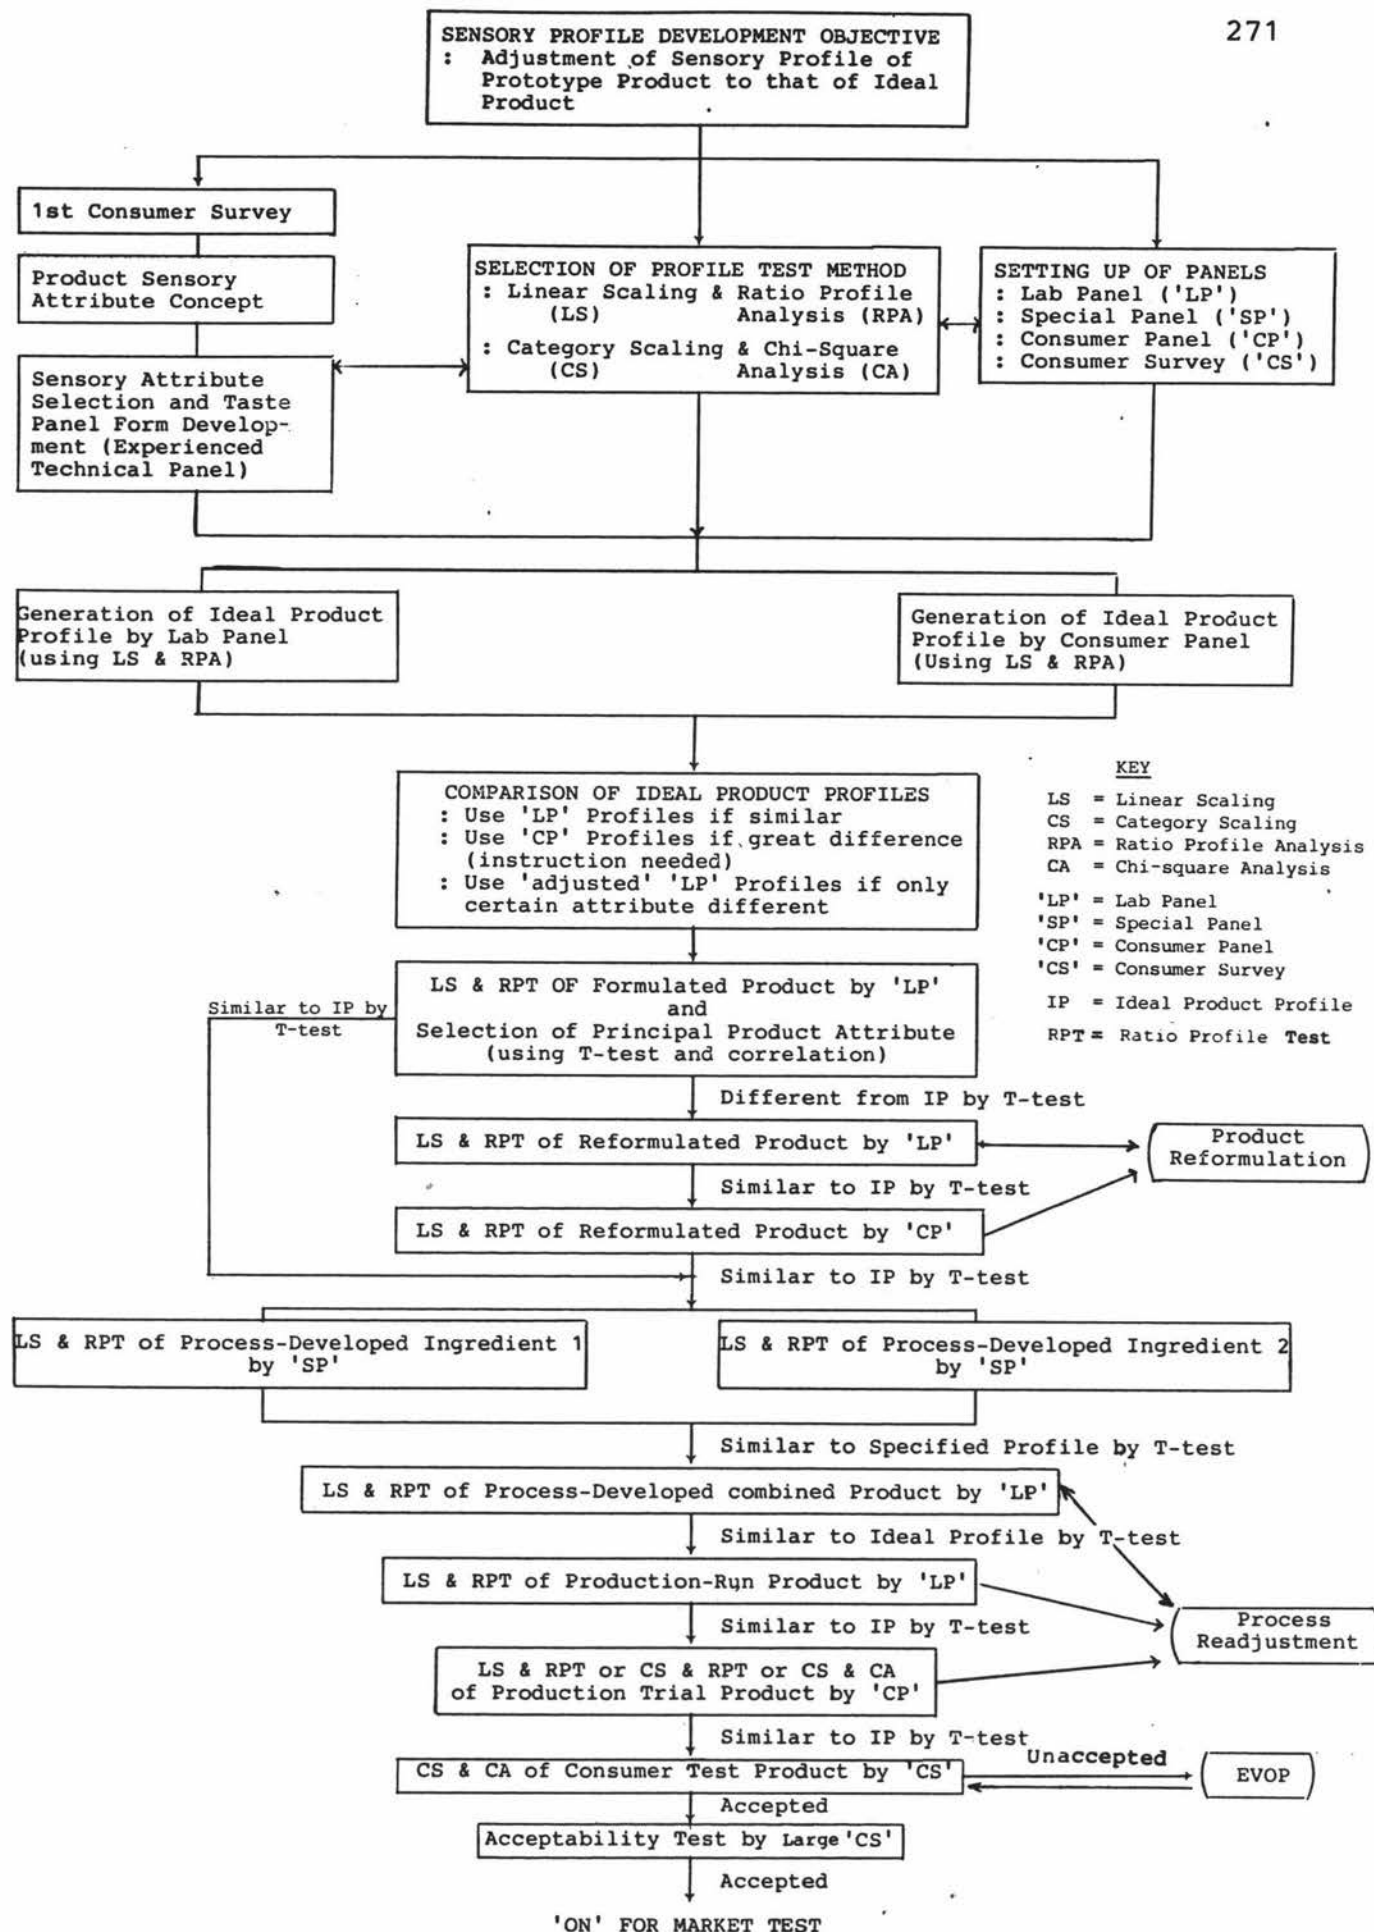 271
SENSORY PROFILE DEVELOPMENT OBJECTIVE
: Adjustment of Sensory Profile of
Prototype Product to that of Ideal
Product
1st Consumer Survey
Product Sensory
Attribute Concept
Sensory Attribute
Selection and Taste
Panel Form Develop-
ment (Experienced
Technical Panel)
SELECTION OF PROFILE TEST METHOD
: Linear Scaling & Ratio Profile
(LS) Analysis (RPA)
: Category Scaling & Chi-Square
(CS) Analysis (CA)
SETTING UP OF PANELS
: Lab Panel ('LP')
: Special Panel ('SP')
: Consumer Panel ('CP')
: Consumer Survey ('CS')
Generation of Ideal Product
Profile by Lab Panel
(using LS & RPA)
Generation of Ideal Product
Profile by Consumer Panel
(Using LS & RPA)
COMPARISON OF IDEAL PRODUCT PROFILES
: Use 'LP' Profiles if similar
: Use 'CP' Profiles if great difference
(instruction needed)
: Use 'adjusted' 'LP' Profiles if only
certain attribute different
KEY
LS = Linear Scaling
CS = Category Scaling
RPA = Ratio Profile Analysis
CA = Chi-square Analysis
'LP' = Lab Panel
'SP' = Special Panel
'CP' = Consumer Panel
'CS' = Consumer Survey
IP = Ideal Product Profile
RPT = Ratio Profile Test
Similar to IP by
T-test
LS & RPT OF Formulated Product by 'LP'
and
Selection of Principal Product Attribute
(using T-test and correlation)
Different from IP by T-test
LS & RPT of Reformulated Product by 'LP'
Product
Reformulation
Similar to IP by T-test
LS & RPT of Reformulated Product by 'CP'
Similar to IP by T-test
LS & RPT of Process-Developed Ingredient 1
by 'SP'
LS & RPT of Process-Developed Ingredient 2
by 'SP'
Similar to Specified Profile by T-test
LS & RPT of Process-Developed combined Product by 'LP'
Similar to Ideal Profile by T-test
LS & RPT of Production-Run Product by 'LP'
Process
Readjustment
Similar to IP by T-test
LS & RPT or CS & RPT or CS & CA
of Production Trial Product by 'CP'
Similar to IP by T-test
CS & CA of Consumer Test Product by 'CS'
Unaccepted
EVOP
Accepted
Acceptability Test by Large 'CS'
Accepted
'ON' FOR MARKET TEST